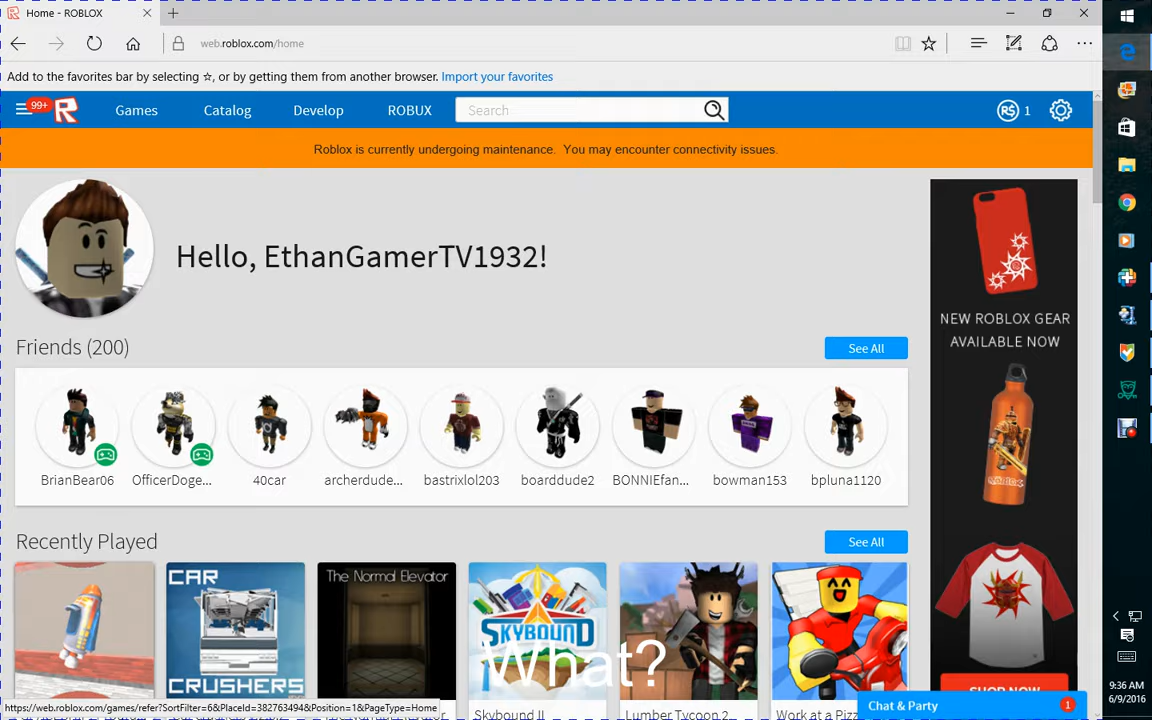 Home - ROBLOX
web.roblox.com/home
Add to the favorites bar by selecting ☆, or by getting them from another browser. Import your favorites
99+
Games
Catalog
Develop
ROBUX
Search
R$ 1
Roblox is currently undergoing maintenance. You may encounter connectivity issues.
Hello, EthanGamerTV1932!
NEW ROBLOX GEAR
AVAILABLE NOW
Friends (200)
See All
BrianBear06
OfficerDoge...
40car
archerdude...
bastrixlol203
boarddude2
BONNIEfan...
bowman153
bpluna1120
Recently Played
See All
CAR
CRUSHERS
The Normal Elevator
SKYBOUND
What?
Skybound II
Lumber Tycoon 2
Work at a Pizz
SHOP NOW
https://web.roblox.com/games/refer?SortFilter=6&PlaceId=382763494&Position=1&PageType=Home
Chat & Party
1
9:36 AM
6/9/2016